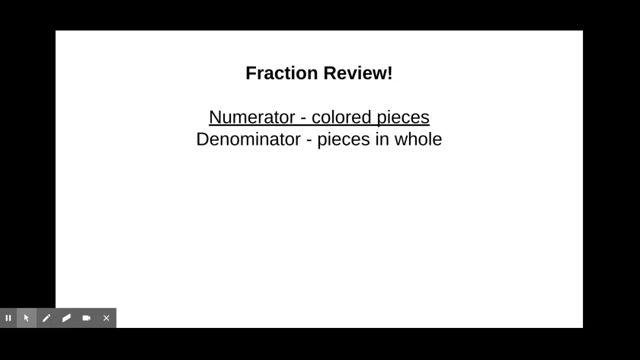 Fraction Review!
Numerator - colored pieces
Denominator - pieces in whole